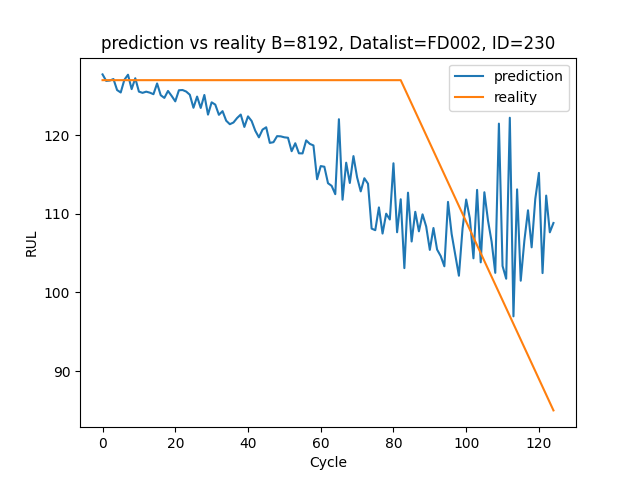 prediction vs reality B=8192, Datalist=FD002, ID=230
prediction
reality
120
110
100
90
RUL
0 20 40 60 80 100 120
Cycle